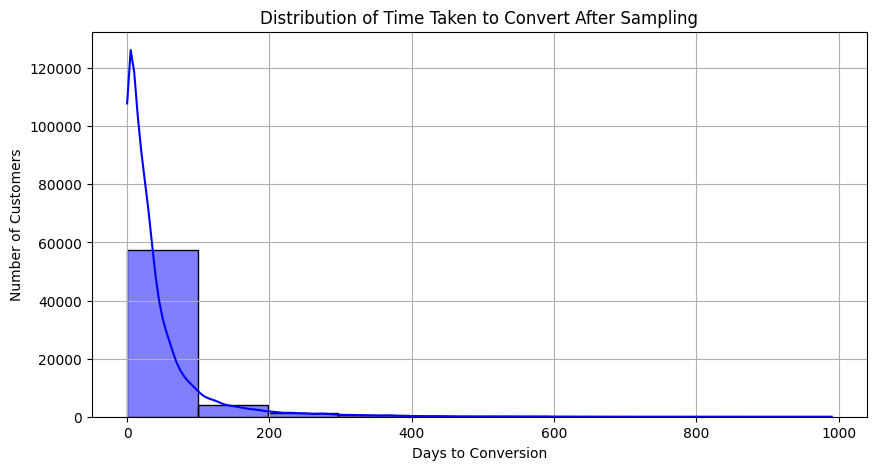 Distribution of Time Taken to Convert After Sampling
Number of Customers
120000
100000
80000
60000
40000
20000
0
0 200 400 600 800 1000
Days to Conversion